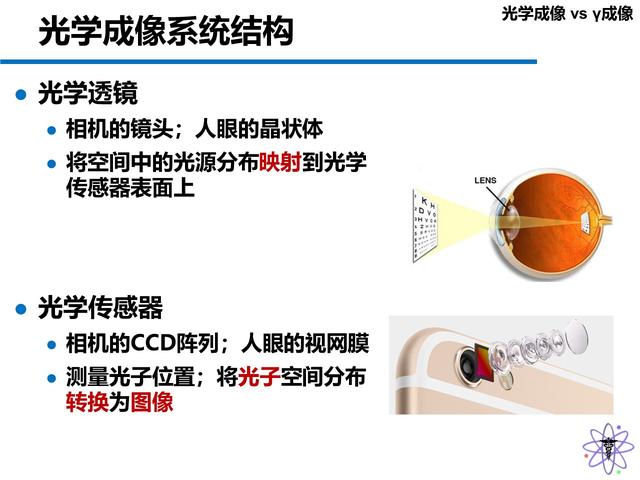 光学成像 vs γ成像
光学成像系统结构
光学透镜
相机的镜头；人眼的晶状体
将空间中的光源分布映射到光学
传感器表面上
LENS
K H
D V O
光学传感器
相机的CCD阵列；人眼的视网膜
测量光子位置；将光子空间分布
转换为图像